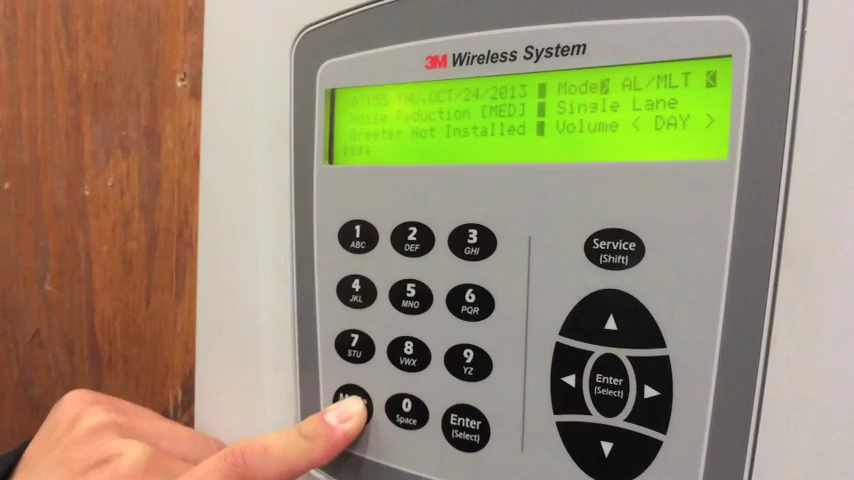 3M Wireless System
THU.OCT/24/2013 Mode AL/MLT
Noise Reduction [MED] Single Lane
Greeter Not Installed Volume < DAY >
####
1 ABC
2 DEF
3 GHI
Service (Shift)
4 JKL
5 MNO
6 PQR
7 STU
8 VWX
9 YZ
Enter (Select)
0 Space
Enter (Select)